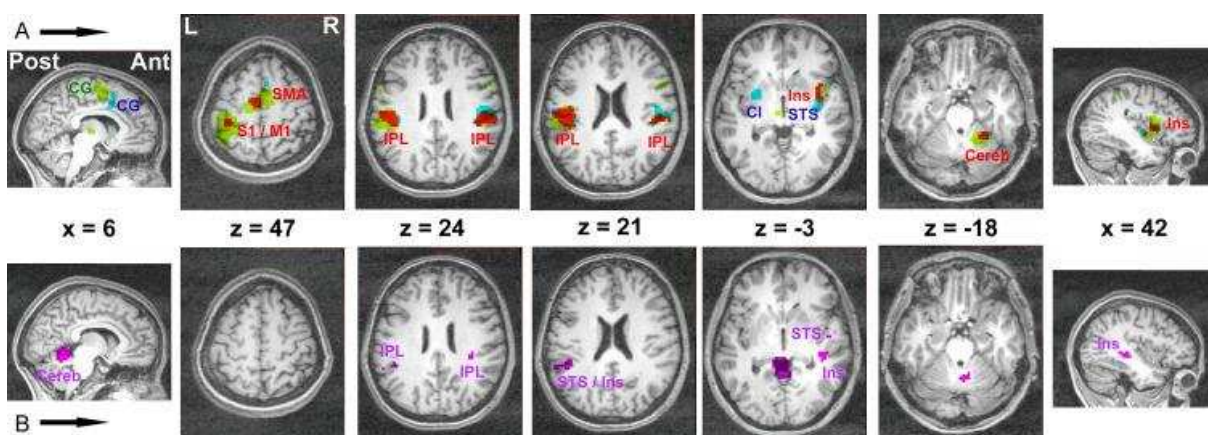 A
L R
Post Ant
CG
CG
SMA
S1 / M1
IPL IPL
IPL IPL
Ins
Cl
STS
Cereb
Ins
x = 6 z = 47 z = 24 z = 21 z = -3 z = -18 x = 42
Cereb
IPL
IPL
STS / Ins
STS
Ins
Ins
B